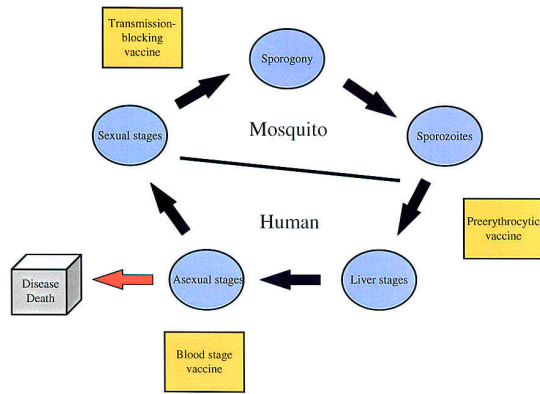 Transmission-
blocking
vaccine
Sporogony
Sexual stages
Mosquito
Sporozoites
Human
Preerythrocytic
vaccine
Disease
Death
Asexual stages
Liver stages
Blood stage
vaccine